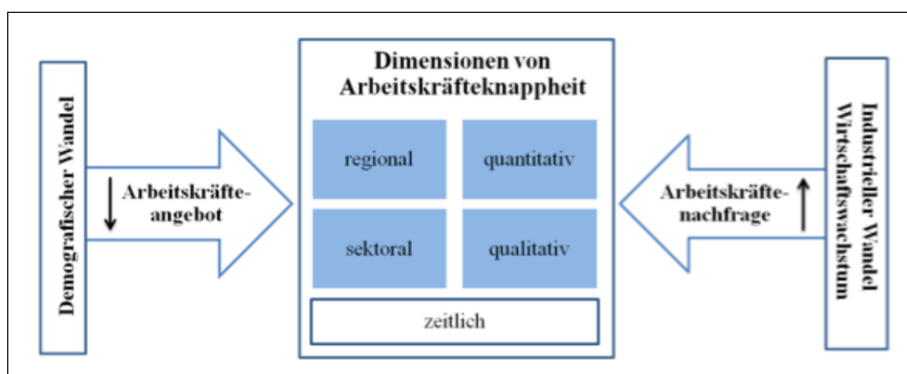 Demografischer Wandel
Arbeitskräfte-
angebot
Dimensionen von
Arbeitskräfteknappheit
regional
quantitativ
sektoral
qualitativ
zeitlich
Arbeitskräfte-
nachfrage
Industrieller Wandel
Wirtschaftswachstum